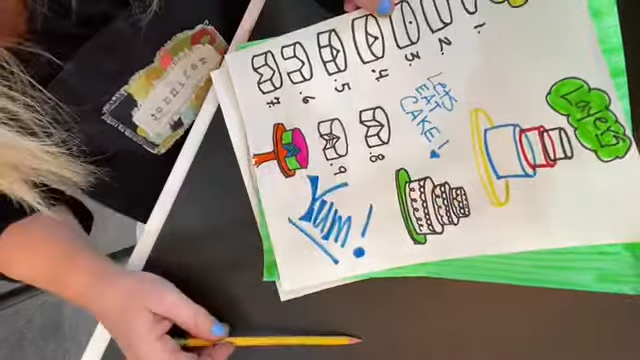 Layers
1.
2.
3.
4.
5.
6.
7.
8.
9.
Let's
EAT
CAKE!
Yum!
jennifer